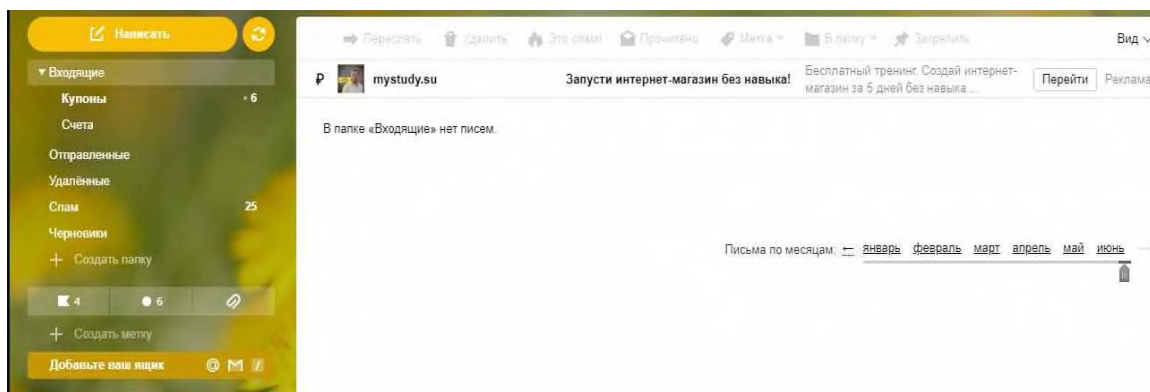 Написать
Переслать Удалить Это спам! Прочитано Метка В папку Закрепить Вид
Входящие
₽ mystudy.su Запусти интернет-магазин без навыка! Бесплатный тренинг. Создай интернет-
магазин за 5 дней без навыка... Перейти Реклама
Купоны 6
Счета
В папке «Входящие» нет писем.
Отправленные
Удалённые
Спам 25
Черновики
Создать папку
Письма по месяцам: ← январь февраль март апрель май июнь →
4 6
Создать метку
Добавьте ваш ящик @